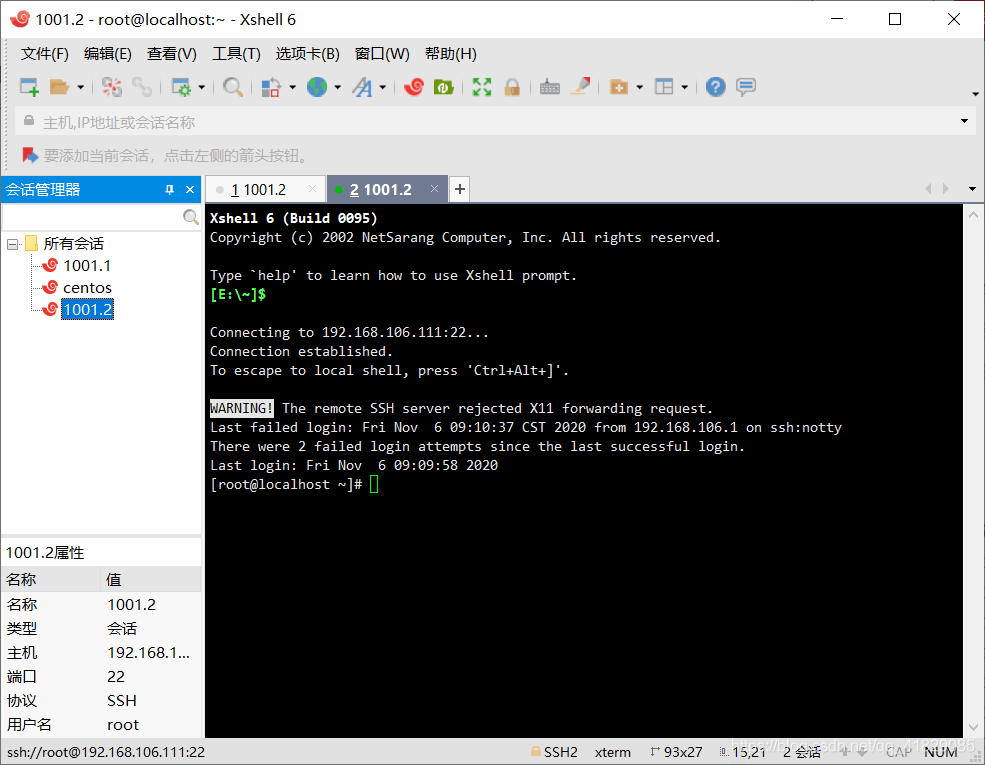 1001.2 - root@localhost:~ - Xshell 6
文件(F) 编辑(E) 查看(V) 工具(T) 选项卡(B) 窗口(W) 帮助(H)
主机,IP地址或会话名称
要添加当前会话，点击左侧的箭头按钮。
会话管理器
1 1001.2
2 1001.2
所有会话
1001.1
centos
1001.2
Xshell 6 (Build 0095)
Copyright (c) 2002 NetSarang Computer, Inc. All rights reserved.
Type `help' to learn how to use Xshell prompt.
[E:\~]$
Connecting to 192.168.106.111:22...
Connection established.
To escape to local shell, press 'Ctrl+Alt+]'.
WARNING! The remote SSH server rejected X11 forwarding request.
Last failed login: Fri Nov  6 09:10:37 CST 2020 from 192.168.106.1 on ssh:notty
There were 2 failed login attempts since the last successful login.
Last login: Fri Nov  6 09:09:58 2020
[root@localhost ~]#
1001.2属性
名称 值
名称 1001.2
类型 会话
主机 192.168.1...
端口 22
协议 SSH
用户名 root
ssh://root@192.168.106.111:22 SSH2 xterm 93x27 15,21 2 会话 CAP NUM